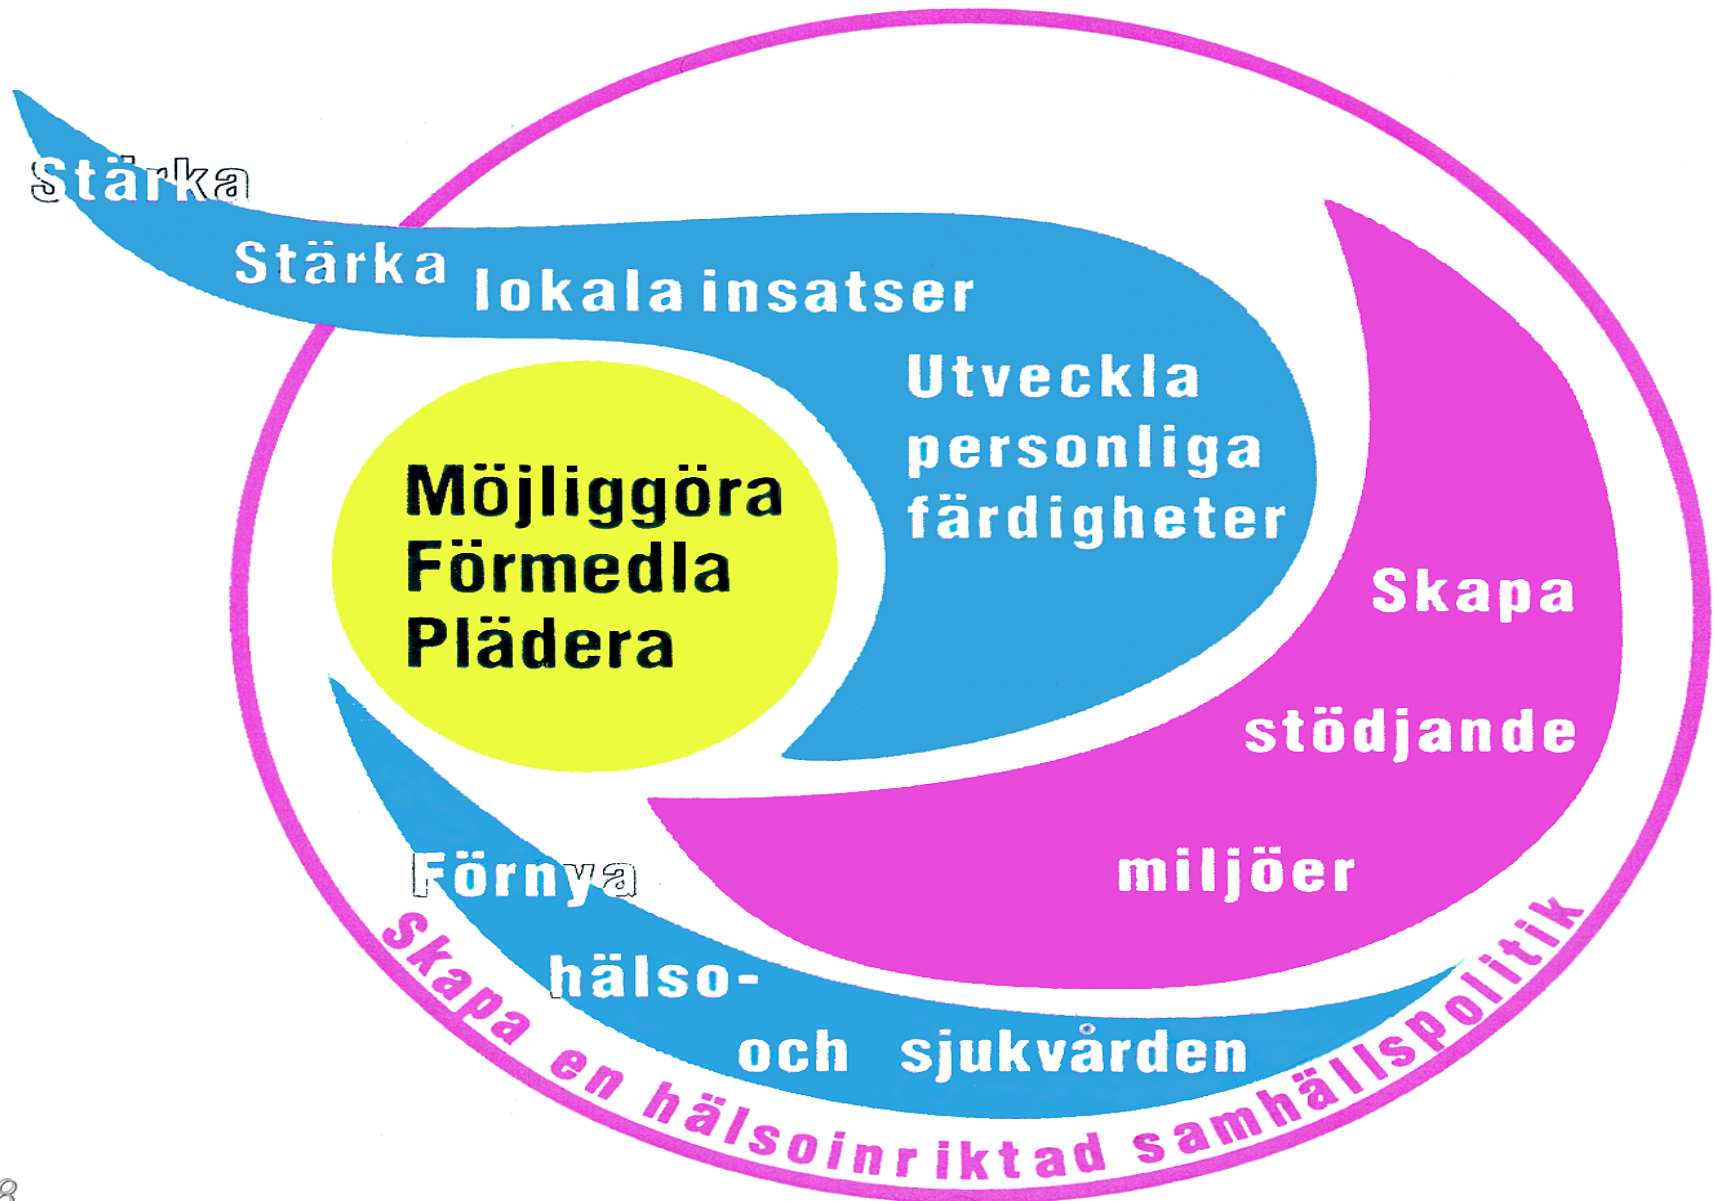 Stärka
Stärka lokala insatser
Utveckla
personliga
färdigheter
Möjliggöra
Förmedla
Plädera
Skapa
stödjande
miljöer
Förnya
hälso-
och sjukvården
Skapa en hälsoinriktad samhällspolitik
8